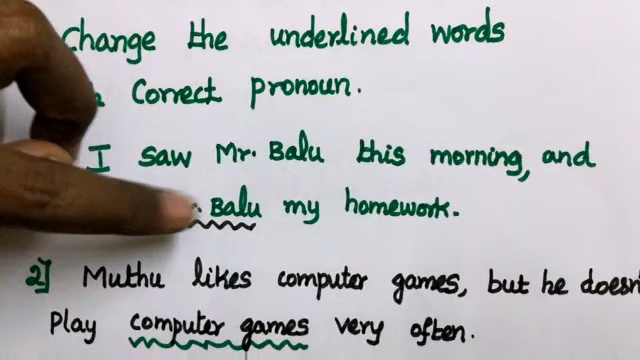 Change the underlined words
Correct pronoun.
I saw Mr. Balu this morning, and
Balu my homework.
2] Muthu likes computer games, but he doesn
Play computer games very often.